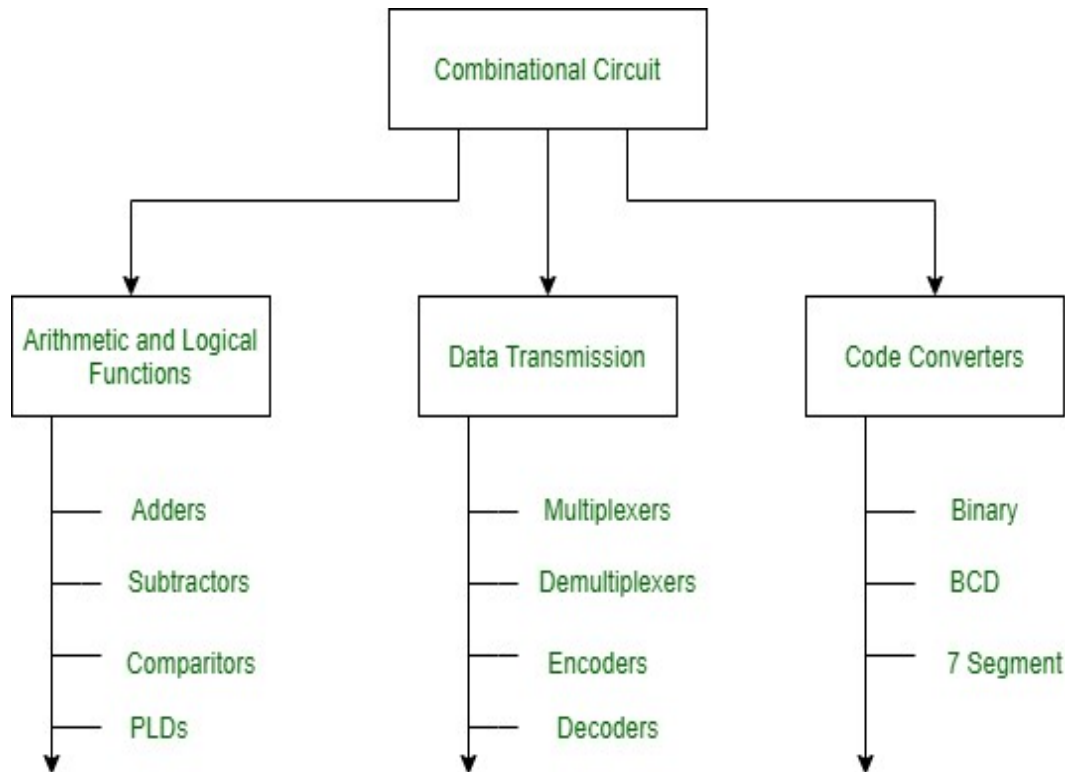 Combinational Circuit
Arithmetic and Logical
Functions
Data Transmission
Code Converters
Adders
Subtractors
Comparitors
PLDs
Multiplexers
Demultiplexers
Encoders
Decoders
Binary
BCD
7 Segment